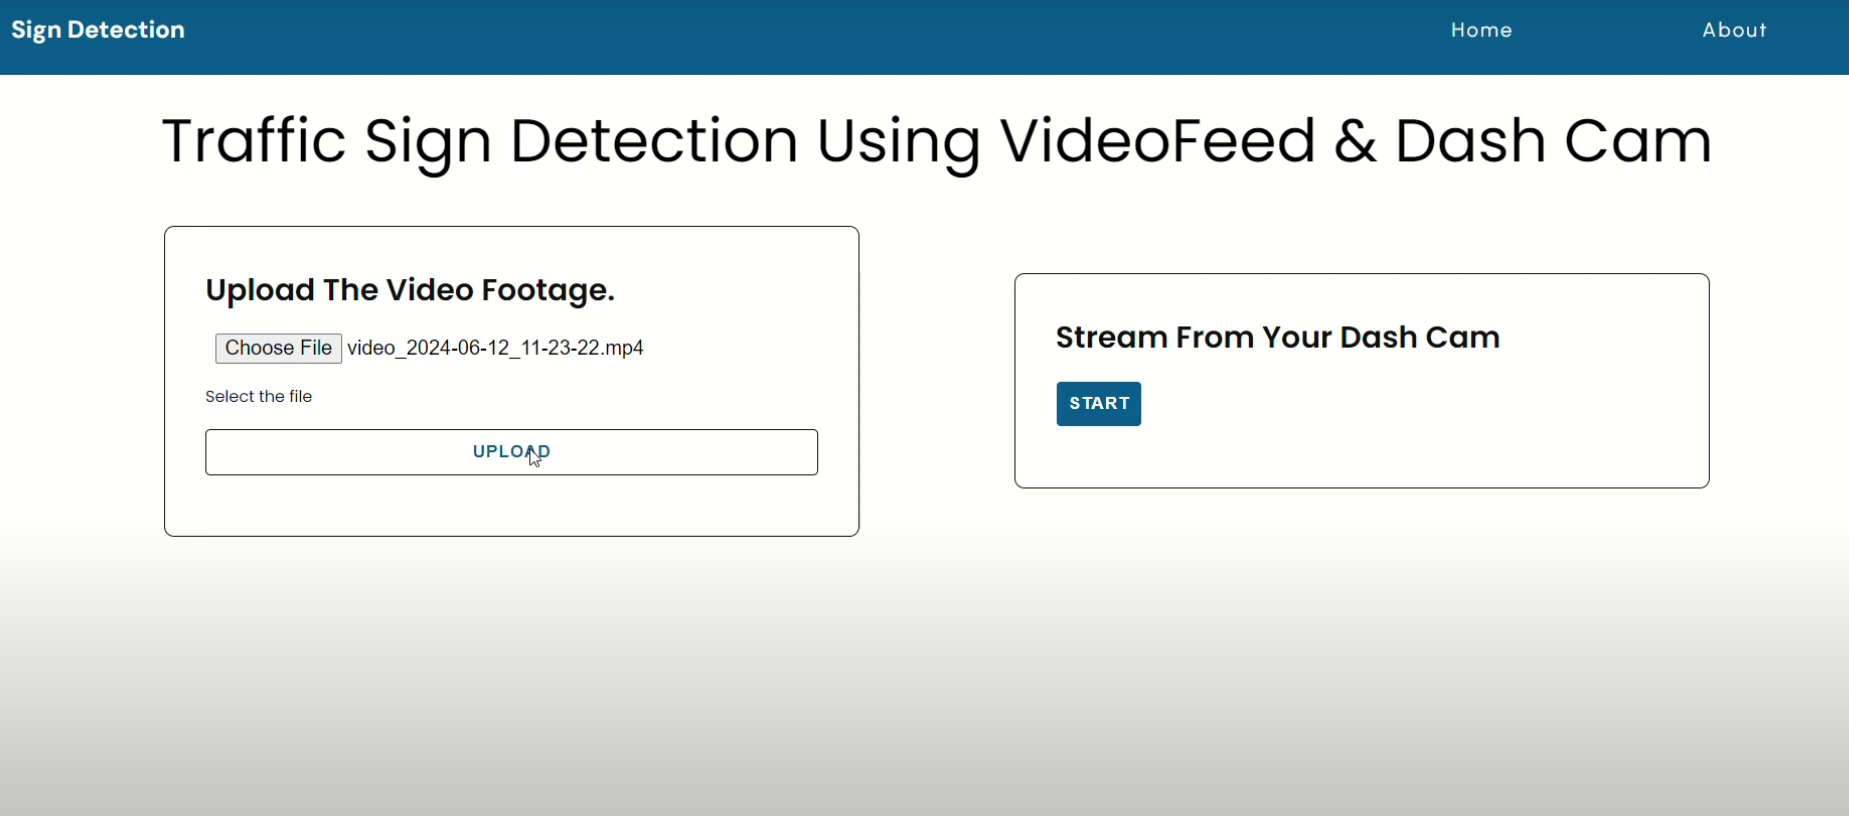 Sign Detection
Home
About
Traffic Sign Detection Using VideoFeed & Dash Cam
Upload The Video Footage.
Choose File video_2024-06-12_11-23-22.mp4
Select the file
UPLOAD
Stream From Your Dash Cam
START